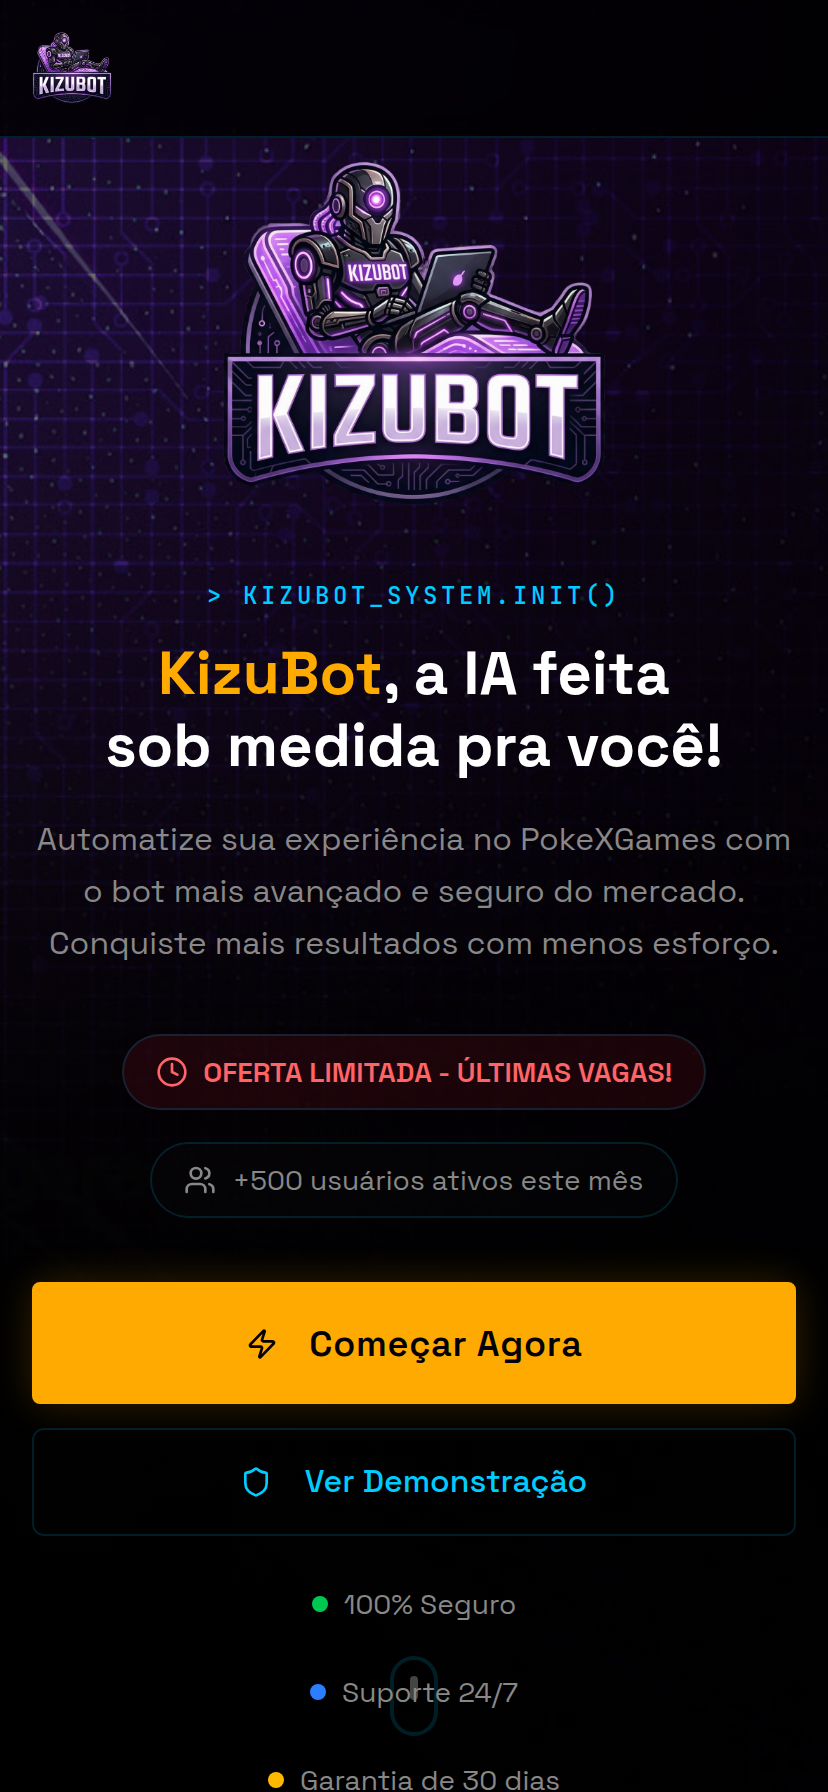 KIZUBOT
KIZUBOT
KIZUBOT
> KIZUBOT_SYSTEM.INIT()
KizuBot, a IA feita
sob medida pra você!
Automatize sua experiência no PokeXGames com
o bot mais avançado e seguro do mercado.
Conquiste mais resultados com menos esforço.
OFERTA LIMITADA - ÚLTIMAS VAGAS!
+500 usuários ativos este mês
Começar Agora
Ver Demonstração
100% Seguro
Suporte 24/7
Garantia de 30 dias